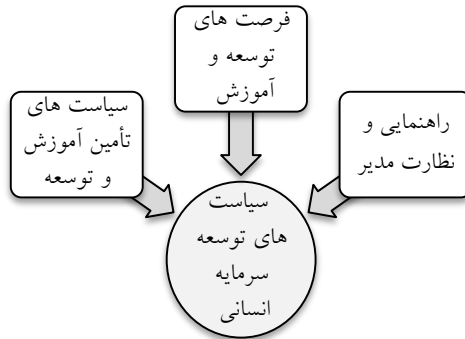 فرصت های
توسعه و
آموزش
راهنمایی و
نظارت مدیر
سیاست های
تأمین آموزش
و توسعه
سیاست
های توسعه
سرمایه
انسانی